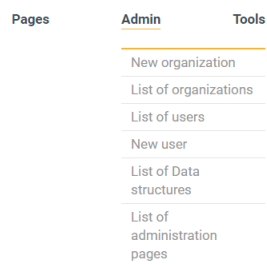 Pages Admin Tools
New organization
List of organizations
List of users
New user
List of Data
structures
List of
administration
pages